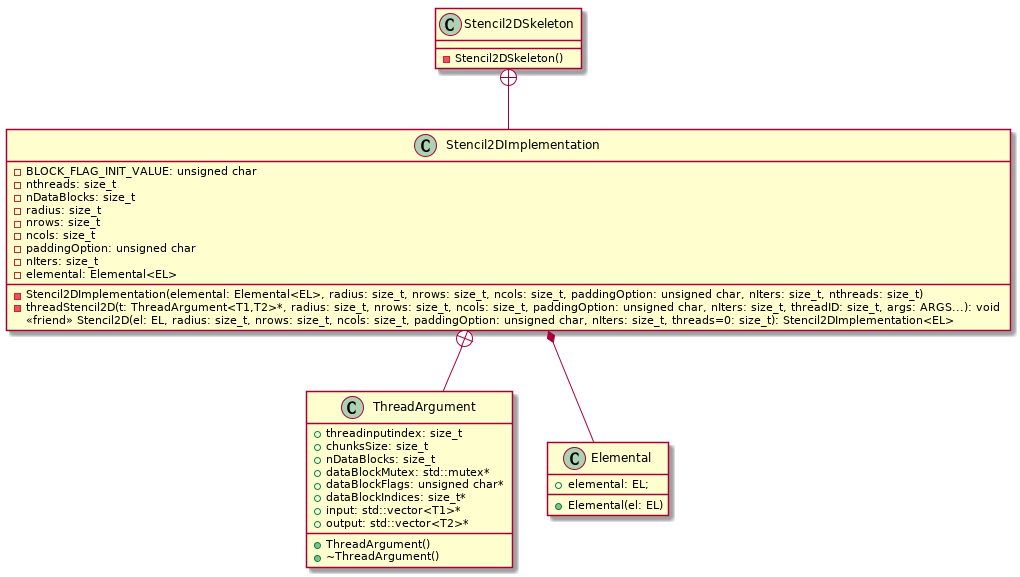 C Stencil2DSkeleton
Stencil2DSkeleton()
C Stencil2DImplementation
BLOCK_FLAG_INIT_VALUE: unsigned char
nthreads: size_t
nDataBlocks: size_t
radius: size_t
nrows: size_t
ncols: size_t
paddingOption: unsigned char
nIters: size_t
elemental: Elemental<EL>
Stencil2DImplementation(elemental: Elemental<EL>, radius: size_t, nrows: size_t, ncols: size_t, paddingOption: unsigned char, nIters: size_t, nthreads: size_t)
threadStencil2D(t: ThreadArgument<T1,T2>*, radius: size_t, nrows: size_t, ncols: size_t, paddingOption: unsigned char, nIters: size_t, threadID: size_t, args: ARGS...): void
«friend» Stencil2D(el: EL, radius: size_t, nrows: size_t, ncols: size_t, paddingOption: unsigned char, nIters: size_t, threads=0: size_t): Stencil2DImplementation<EL>
C ThreadArgument
threadinputindex: size_t
chunksSize: size_t
nDataBlocks: size_t
dataBlockMutex: std::mutex*
dataBlockFlags: unsigned char*
dataBlockIndices: size_t*
input: std::vector<T1>*
output: std::vector<T2>*
ThreadArgument()
~ThreadArgument()
C Elemental
elemental: EL;
Elemental(el: EL)